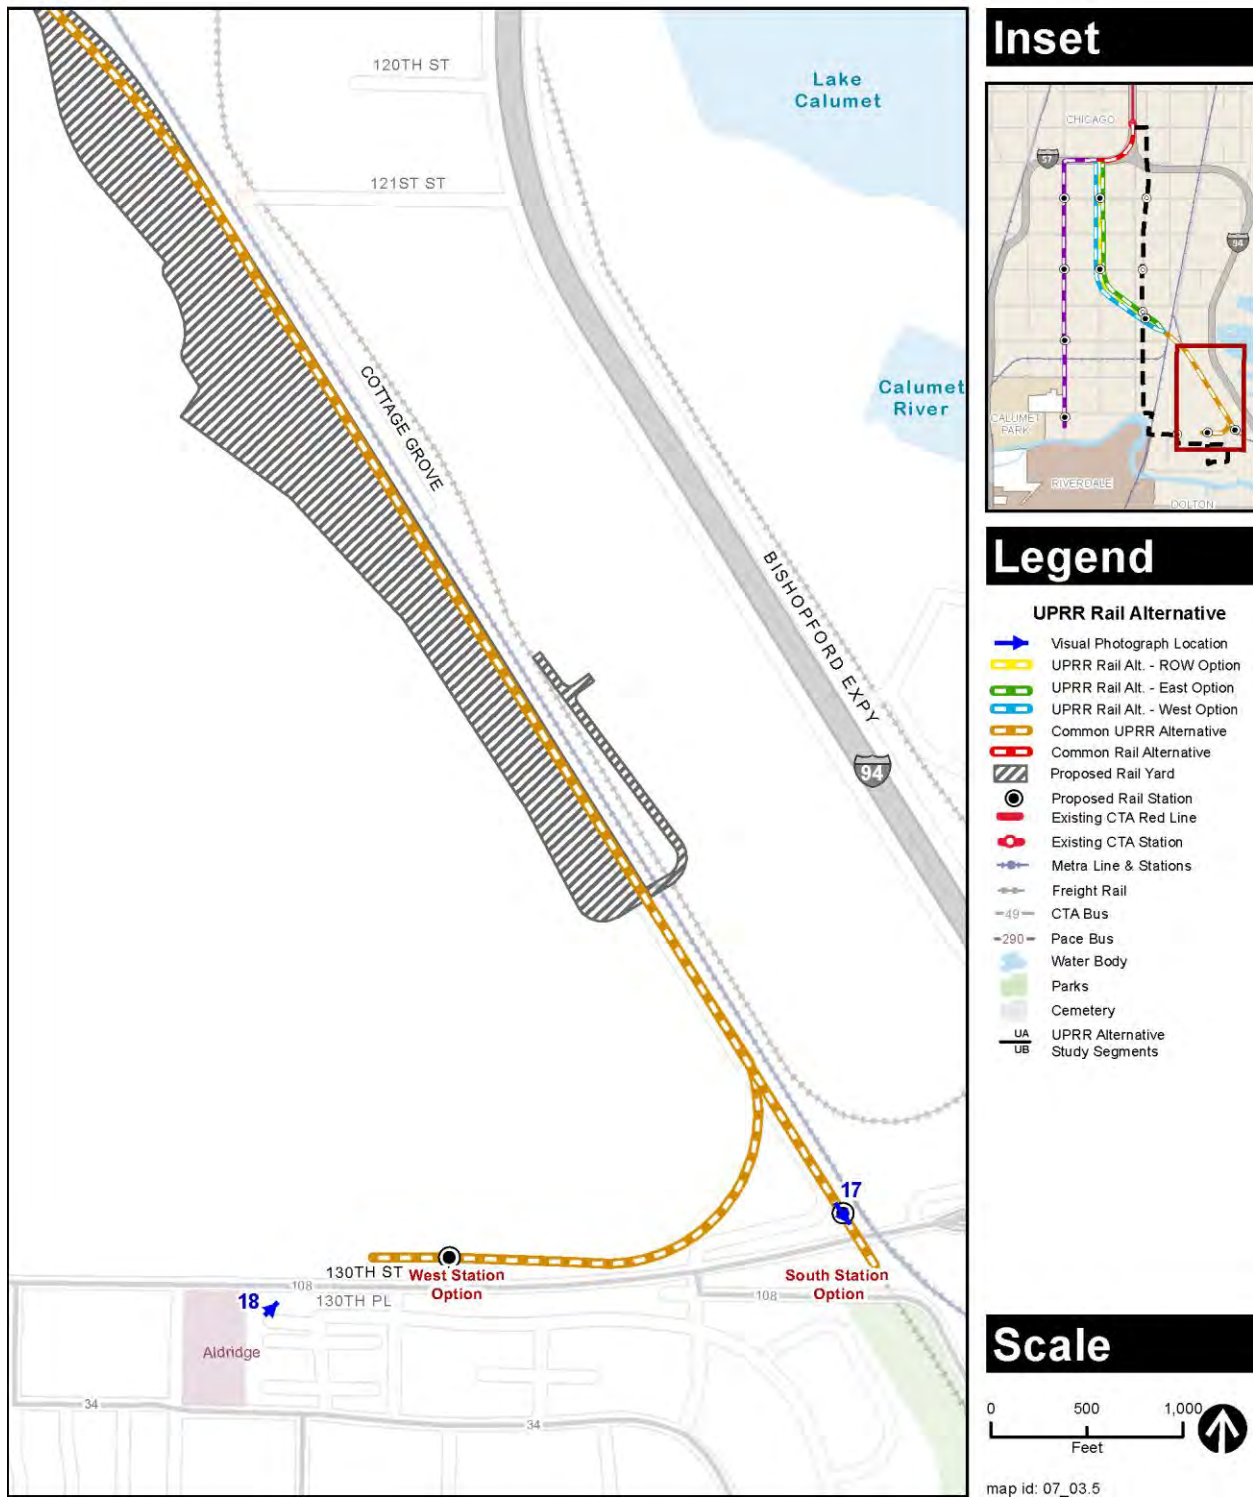 120TH ST
Lake
Calumet
121ST ST
COTTAGE GROVE
Calumet
River
BISHOPFORD EXPY
94
17
130TH ST
West Station
Option
South Station
Option
108
18
130TH PL
108
Aldridge
34
34
Inset
CHICAGO
57
94
CALUMET
PARK
RIVERDALE
DOLTON
Legend
UPRR Rail Alternative
Visual Photograph Location
UPRR Rail Alt. - ROW Option
UPRR Rail Alt. - East Option
UPRR Rail Alt. - West Option
Common UPRR Alternative
Common Rail Alternative
Proposed Rail Yard
Proposed Rail Station
Existing CTA Red Line
Existing CTA Station
Metra Line & Stations
Freight Rail
49 CTA Bus
290 Pace Bus
Water Body
Parks
Cemetery
UA UPRR Alternative
UB Study Segments
Scale
0 500 1,000
Feet
map id: 07_03.5